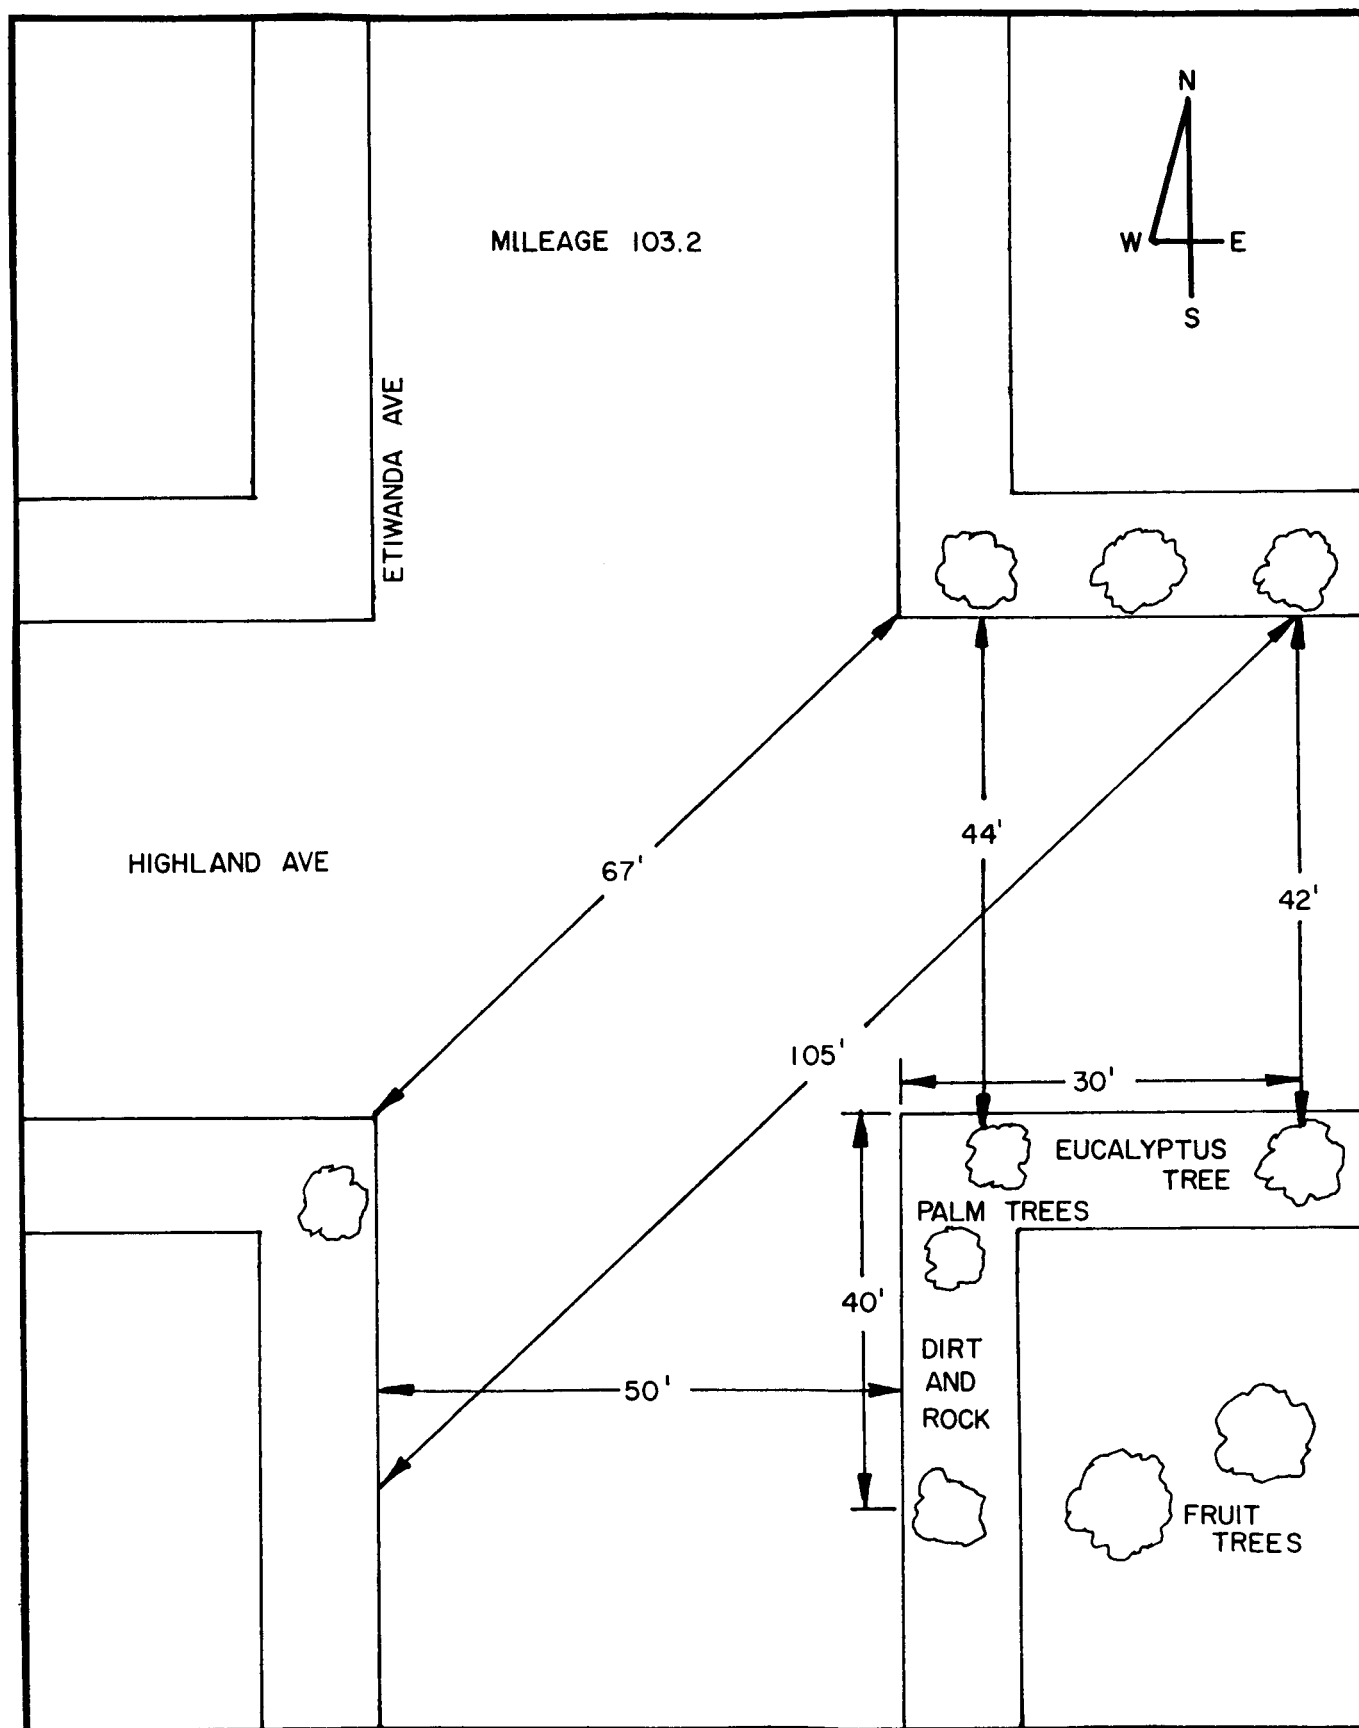 N
MILEAGE 103.2
W E
S
ETIWANDA AVE
44'
HIGHLAND AVE
67'
42'
105'
30'
EUCALYPTUS
TREE
PALM TREES
40'
DIRT
AND
ROCK
50'
FRUIT
TREES